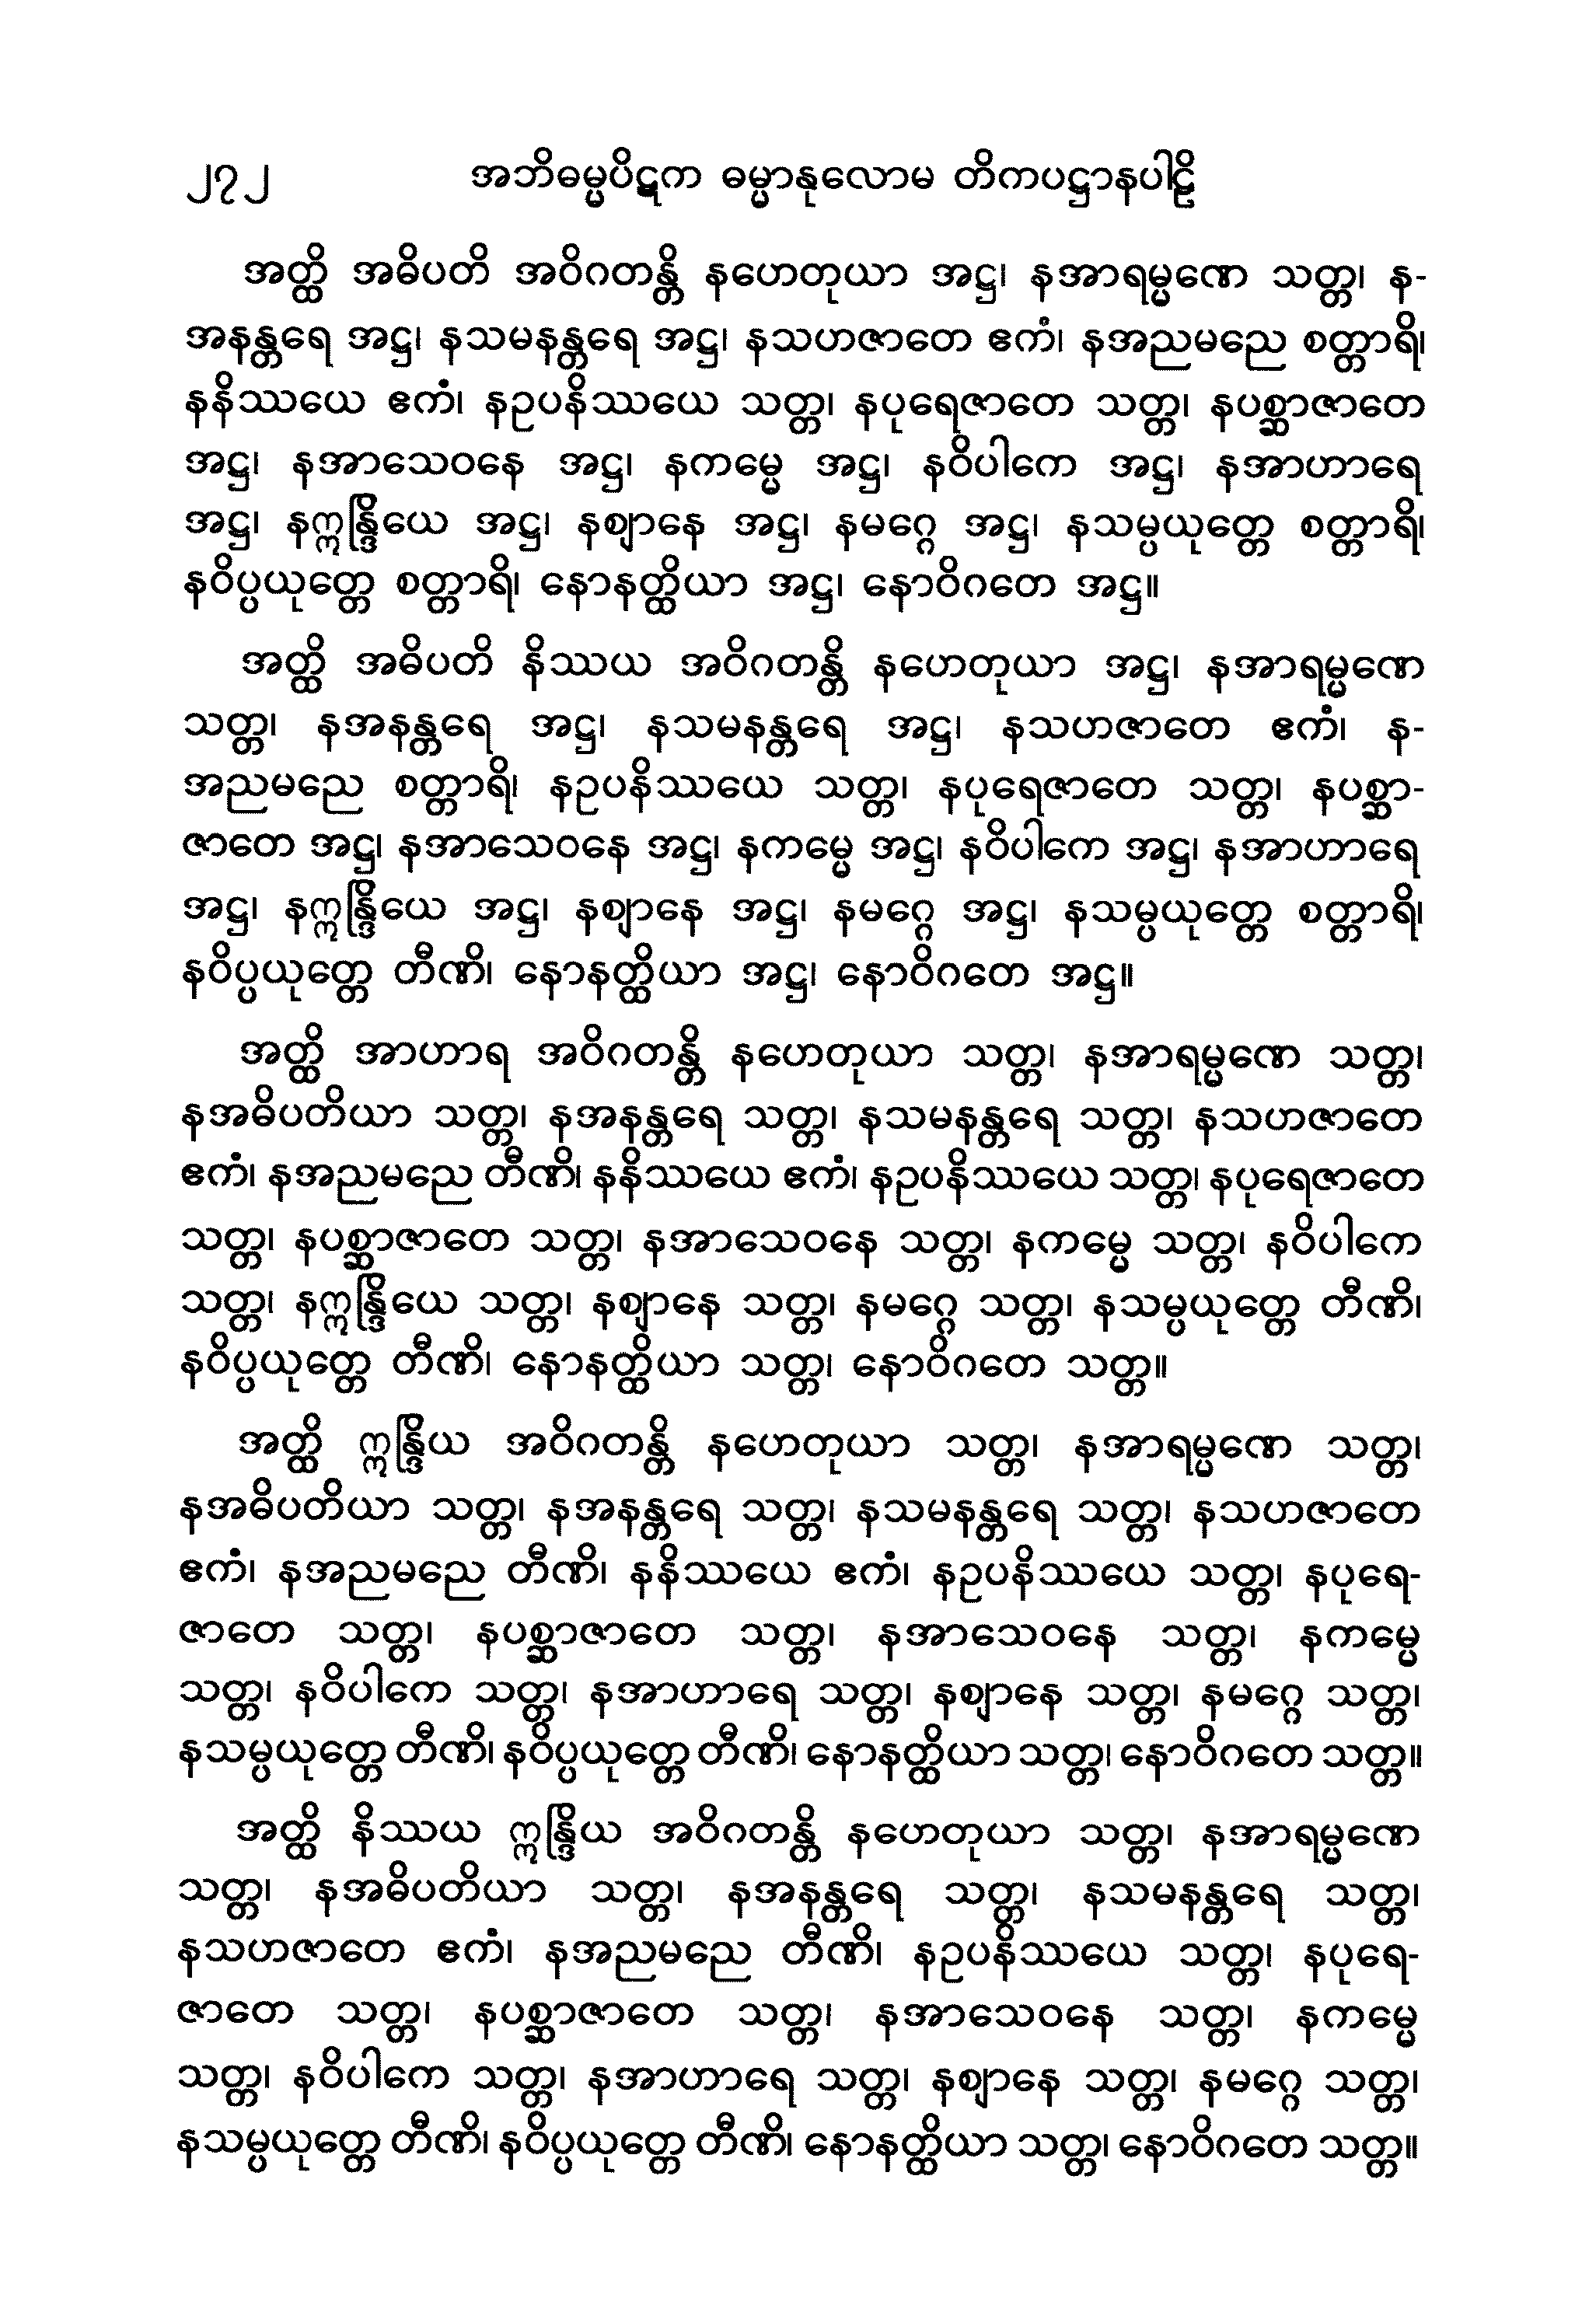 ၂၇၂ အဘိဓမ္မပိဋက ဓမ္မာနုလောမ တိကပဋ္ဌာနပါဠိ
အတ္ထိ အဓိပတိ အဝိဂတန္တိ နဟေတုယာ အဋ္ဌ၊ နအာရမ္မဏေ သတ္တ၊ န-
အနန္တရေ အဋ္ဌ၊ နသမနန္တရေ အဋ္ဌ၊ နသဟဇာတေ ဧကံ၊ နအညမညေ စတ္တာရိ၊
နနိဿယေ ဧကံ၊ နဥပနိဿယေ သတ္တ၊ နပုရေဇာတေ သတ္တ၊ နပစ္ဆာဇာတေ
အဋ္ဌ၊ နအာသေဝနေ အဋ္ဌ၊ နကမ္မေ အဋ္ဌ၊ နဝိပါကေ အဋ္ဌ၊ နအာဟာရေ
အဋ္ဌ၊ နဣန္ဒြိယေ အဋ္ဌ၊ နဈာနေ အဋ္ဌ၊ နမဂ္ဂေ အဋ္ဌ၊ နသမ္ပယုတ္တေ စတ္တာရိ၊
နဝိပ္ပယုတ္တေ စတ္တာရိ၊ နောနတ္ထိယာ အဋ္ဌ၊ နောဝိဂတေ အဋ္ဌ။
အတ္ထိ အဓိပတိ နိဿယ အဝိဂတန္တိ နဟေတုယာ အဋ္ဌ၊ နအာရမ္မဏေ
သတ္တ၊ နအနန္တရေ အဋ္ဌ၊ နသမနန္တရေ အဋ္ဌ၊ နသဟဇာတေ ဧကံ၊ န-
အညမညေ စတ္တာရိ၊ နဥပနိဿယေ သတ္တ၊ နပုရေဇာတေ သတ္တ၊ နပစ္ဆာ-
ဇာတေ အဋ္ဌ၊ နအာသေဝနေ အဋ္ဌ၊ နကမ္မေ အဋ္ဌ၊ နဝိပါကေ အဋ္ဌ၊ နအာဟာရေ
အဋ္ဌ၊ နဣန္ဒြိယေ အဋ္ဌ၊ နဈာနေ အဋ္ဌ၊ နမဂ္ဂေ အဋ္ဌ၊ နသမ္ပယုတ္တေ စတ္တာရိ၊
နဝိပ္ပယုတ္တေ တီဏိ၊ နောနတ္ထိယာ အဋ္ဌ၊ နောဝိဂတေ အဋ္ဌ။
အတ္ထိ အာဟာရ အဝိဂတန္တိ နဟေတုယာ သတ္တ၊ နအာရမ္မဏေ သတ္တ၊
နအဓိပတိယာ သတ္တ၊ နအနန္တရေ သတ္တ၊ နသမနန္တရေ သတ္တ၊ နသဟဇာတေ
ဧကံ၊ နအညမညေ တီဏိ၊ နနိဿယေ ဧကံ၊ နဥပနိဿယေ သတ္တ၊ နပုရေဇာတေ
သတ္တ၊ နပစ္ဆာဇာတေ သတ္တ၊ နအာသေဝနေ သတ္တ၊ နကမ္မေ သတ္တ၊ နဝိပါကေ
သတ္တ၊ နဣန္ဒြိယေ သတ္တ၊ နဈာနေ သတ္တ၊ နမဂ္ဂေ သတ္တ၊ နသမ္ပယုတ္တေ တီဏိ၊
နဝိပ္ပယုတ္တေ တီဏိ၊ နောနတ္ထိယာ သတ္တ၊ နောဝိဂတေ သတ္တ။
အတ္ထိ ဣန္ဒြိယ အဝိဂတန္တိ နဟေတုယာ သတ္တ၊ နအာရမ္မဏေ သတ္တ၊
နအဓိပတိယာ သတ္တ၊ နအနန္တရေ သတ္တ၊ နသမနန္တရေ သတ္တ၊ နသဟဇာတေ
ဧကံ၊ နအညမညေ တီဏိ၊ နနိဿယေ ဧကံ၊ နဥပနိဿယေ သတ္တ၊ နပုရေ-
ဇာတေ သတ္တ၊ နပစ္ဆာဇာတေ သတ္တ၊ နအာသေဝနေ သတ္တ၊ နကမ္မေ
သတ္တ၊ နဝိပါကေ သတ္တ၊ နအာဟာရေ သတ္တ၊ နဈာနေ သတ္တ၊ နမဂ္ဂေ သတ္တ၊
နသမ္ပယုတ္တေ တီဏိ၊ နဝိပ္ပယုတ္တေ တီဏိ၊ နောနတ္ထိယာ သတ္တ၊ နောဝိဂတေ သတ္တ။
အတ္ထိ နိဿယ ဣန္ဒြိယ အဝိဂတန္တိ နဟေတုယာ သတ္တ၊ နအာရမ္မဏေ
သတ္တ၊ နအဓိပတိယာ သတ္တ၊ နအနန္တရေ သတ္တ၊ နသမနန္တရေ သတ္တ၊
နသဟဇာတေ ဧကံ၊ နအညမညေ တီဏိ၊ နဥပနိဿယေ သတ္တ၊ နပုရေ-
ဇာတေ သတ္တ၊ နပစ္ဆာဇာတေ သတ္တ၊ နအာသေဝနေ သတ္တ၊ နကမ္မေ
သတ္တ၊ နဝိပါကေ သတ္တ၊ နအာဟာရေ သတ္တ၊ နဈာနေ သတ္တ၊ နမဂ္ဂေ သတ္တ၊
နသမ္ပယုတ္တေ တီဏိ၊ နဝိပ္ပယုတ္တေ တီဏိ၊ နောနတ္ထိယာ သတ္တ၊ နောဝိဂတေ သတ္တ။